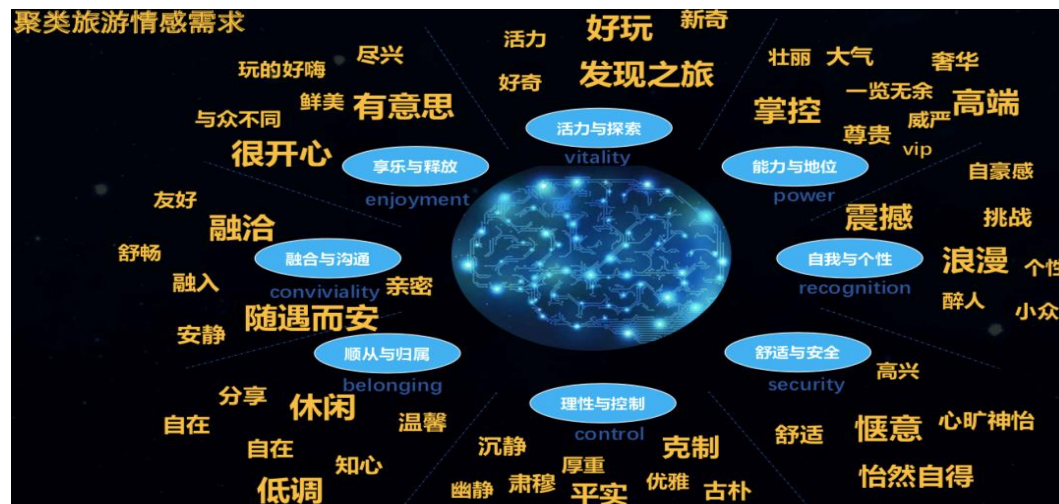 聚类旅游情感需求
活力
好玩
新奇
好奇
发现之旅
活力与探索
vitality
玩的好嗨
尽兴
与众不同
鲜美
有意思
很开心
享乐与释放
enjoyment
壮丽
大气
奢华
一览无余
掌控
高端
尊贵
威严
vip
能力与地位
power
自豪感
震撼
挑战
浪漫
个性
醉人
小众
自我与个性
recognition
友好
融洽
舒畅
融入
亲密
安静
随遇而安
融合与沟通
conviviality
顺从与归属
belonging
分享
休闲
自在
温馨
自在
知心
低调
理性与控制
control
沉静
克制
厚重
幽静
肃穆
平实
优雅
古朴
舒适与安全
security
高兴
舒适
惬意
心旷神怡
怡然自得